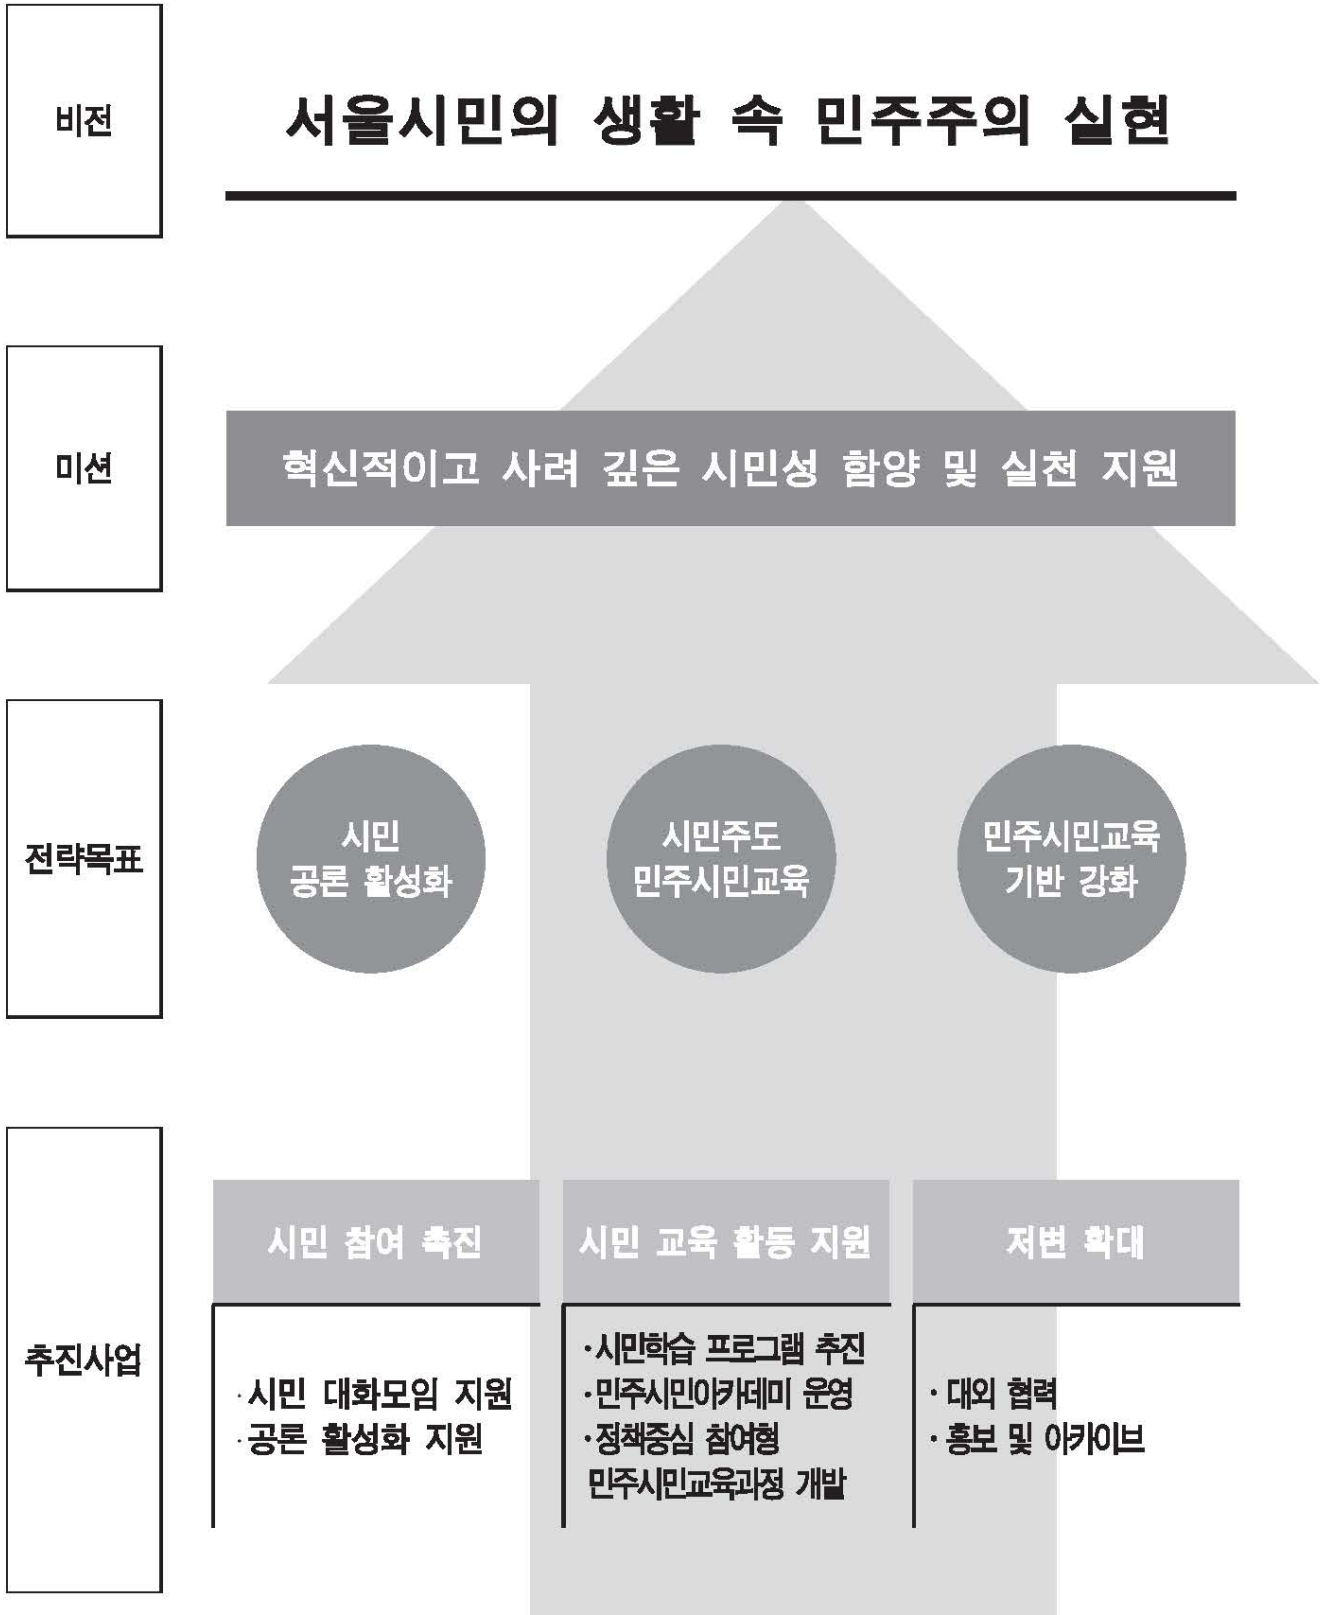 비전
서울시민의 생활 속 민주주의 실현
미션
혁신적이고 사려 깊은 시민성 함양 및 실천 지원
전략목표
시민
공론 활성화
시민주도
민주시민교육
민주시민교육
기반 강화
추진사업
시민 참여 촉진
· 시민 대화모임 지원
· 공론 활성화 지원
시민 교육 활동 지원
· 시민학습 프로그램 추진
· 민주시민아카데미 운영
· 정책중심 참여형
민주시민교육과정 개발
저변 확대
· 대외 협력
· 홍보 및 아카이브